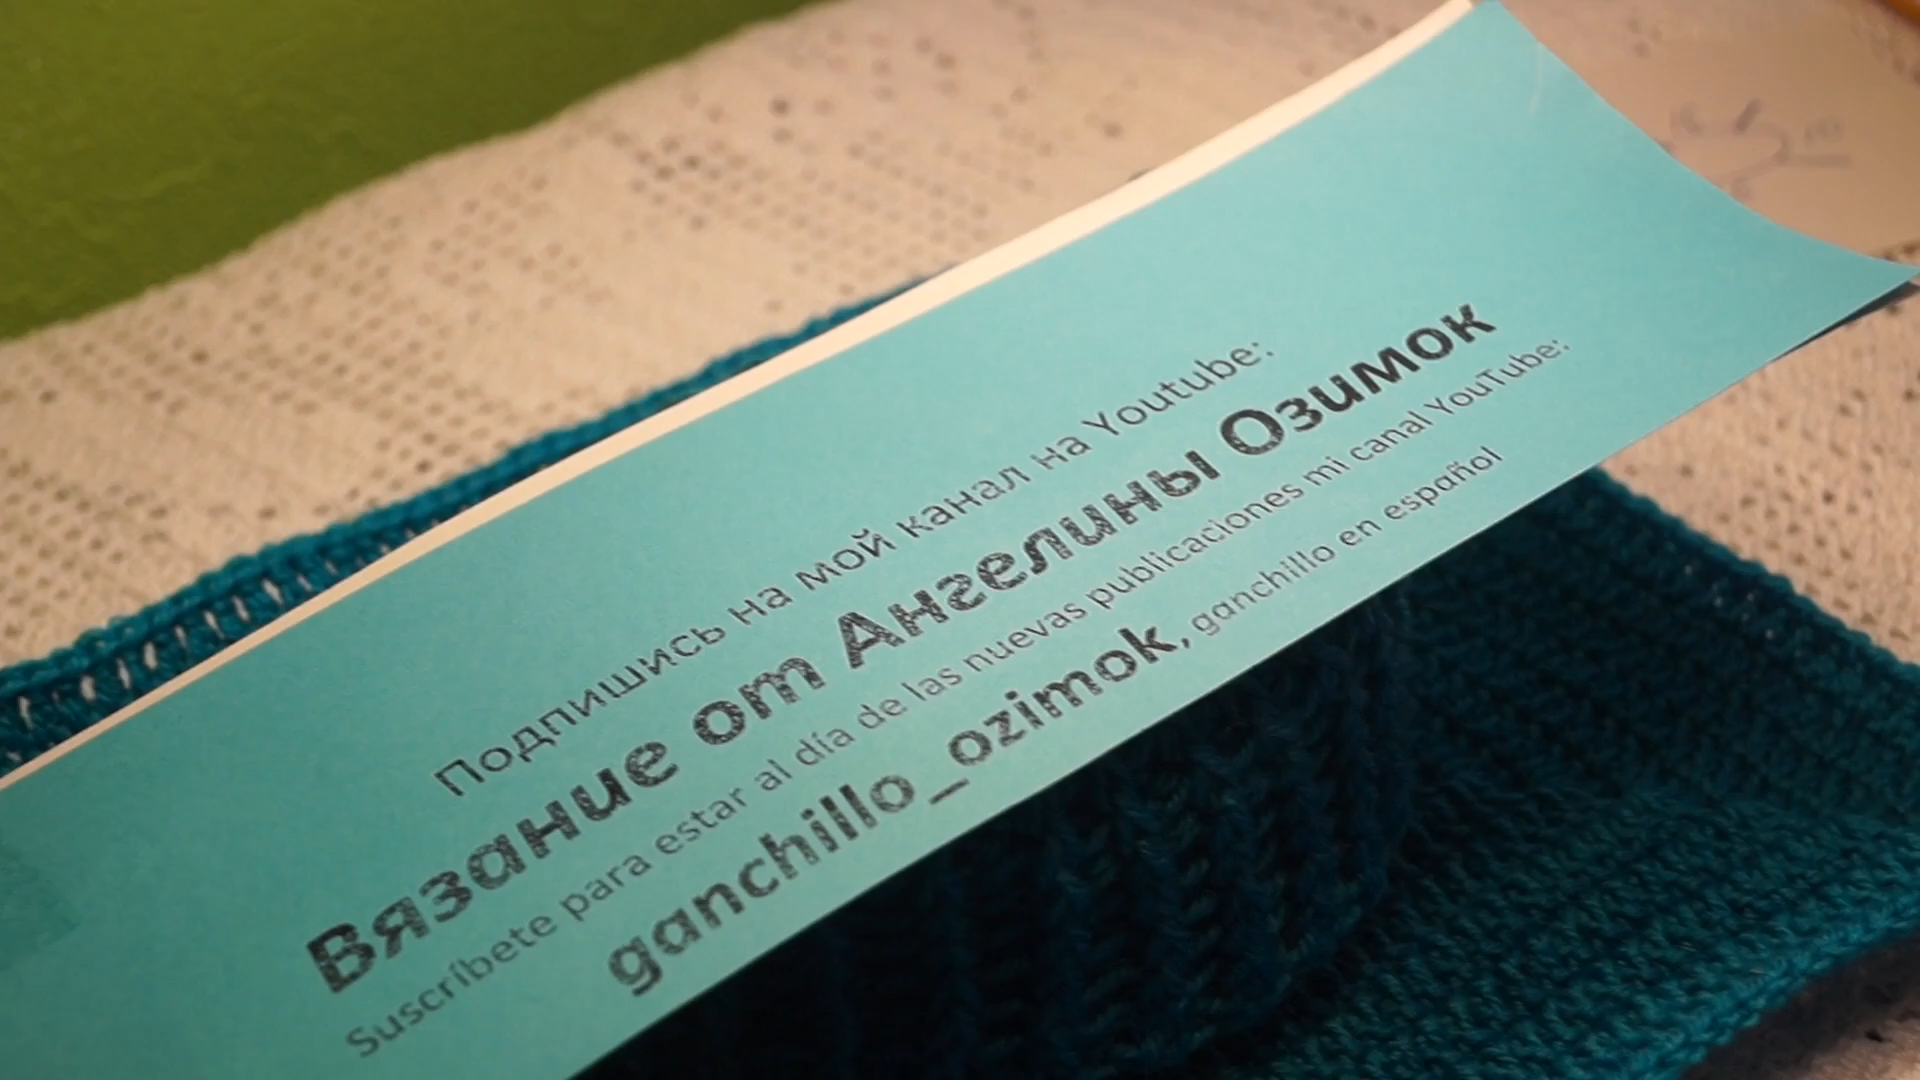 Подпишись на мой канал на Youtube:
Вязание от Ангелины Озимок
Suscríbete para estar al día de las nuevas publicaciones mi canal YouTube:
ganchillo_ozimok, ganchillo en español